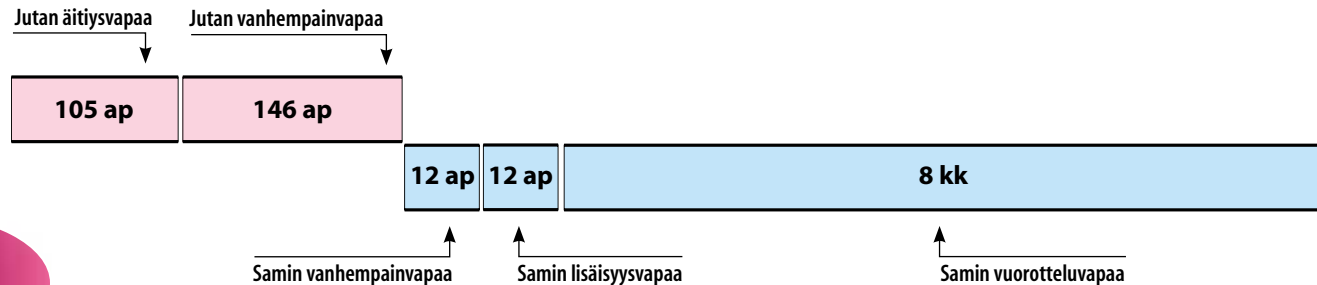 Jutan äitiysvapaa
Jutan vanhempainvapaa
105 ap
146 ap
12 ap
12 ap
8 kk
Samin vanhempainvapaa
Samin lisäisyysvapaa
Samin vuorotteluvapaa